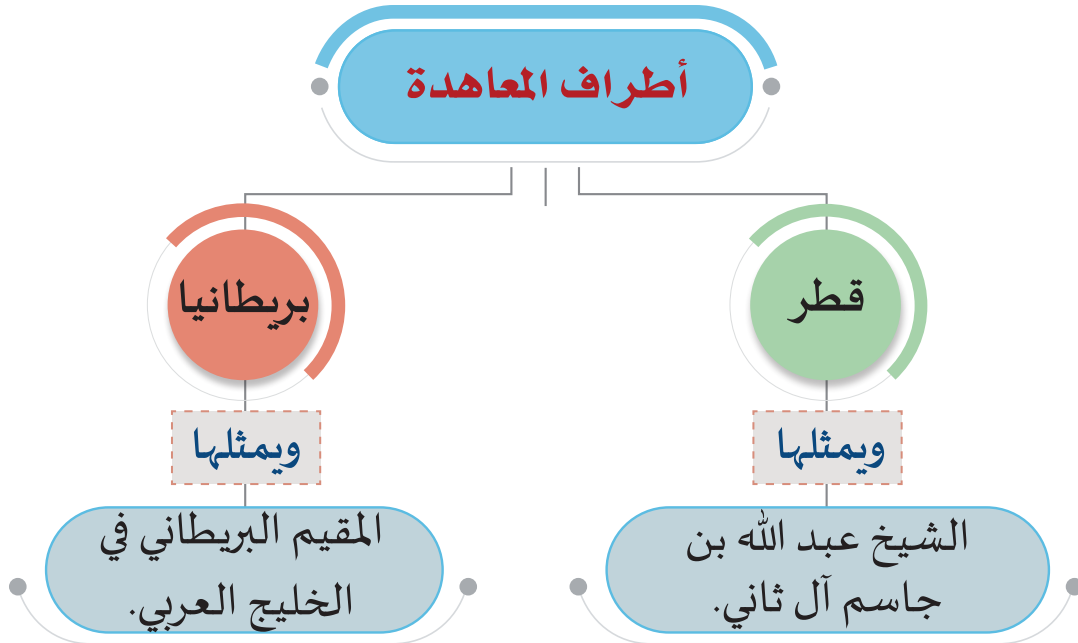 أطراف المعاهدة
قطر
ويمثلها
الشيخ عبد الله بن
جاسم آل ثاني.
بريطانيا
ويمثلها
المقيم البريطاني في
الخليج العربي.